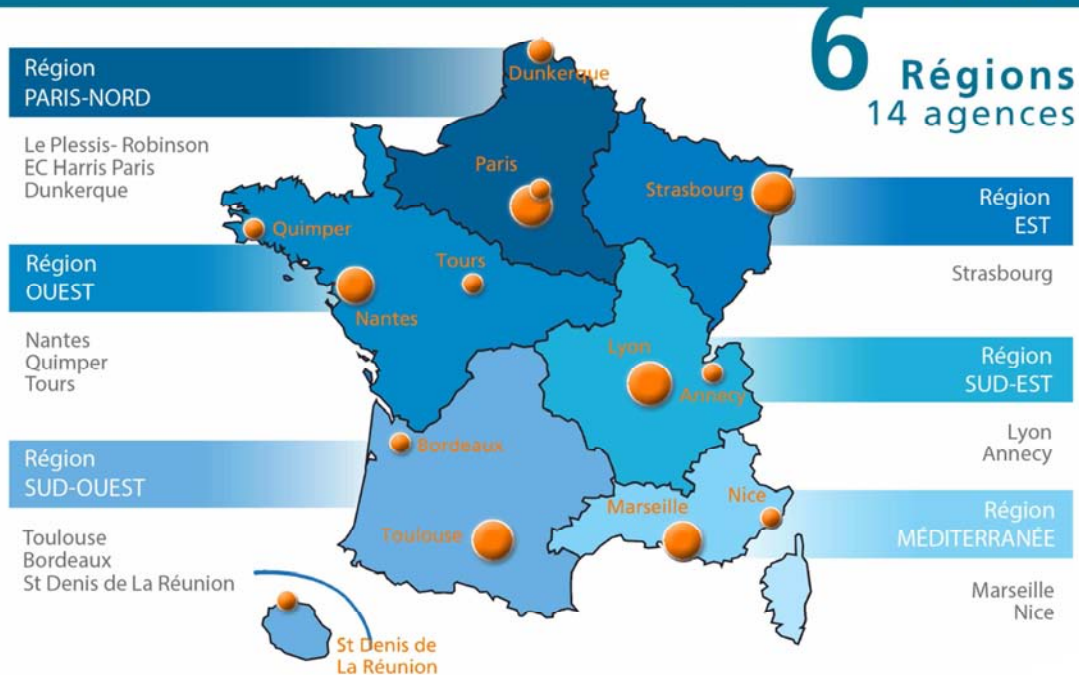 6 Régions
14 agences
Région
PARIS-NORD
Le Plessis- Robinson
EC Harris Paris
Dunkerque
Région
OUEST
Nantes
Quimper
Tours
Région
SUD-OUEST
Toulouse
Bordeaux
St Denis de La Réunion
Dunkerque
Paris
Strasbourg
Quimper
Tours
Nantes
Lyon
Annecy
Bordeaux
Toulouse
Marseille
Nice
St Denis de
La Réunion
Région
EST
Strasbourg
Région
SUD-EST
Lyon
Annecy
Région
MÉDITERRANÉE
Marseille
Nice